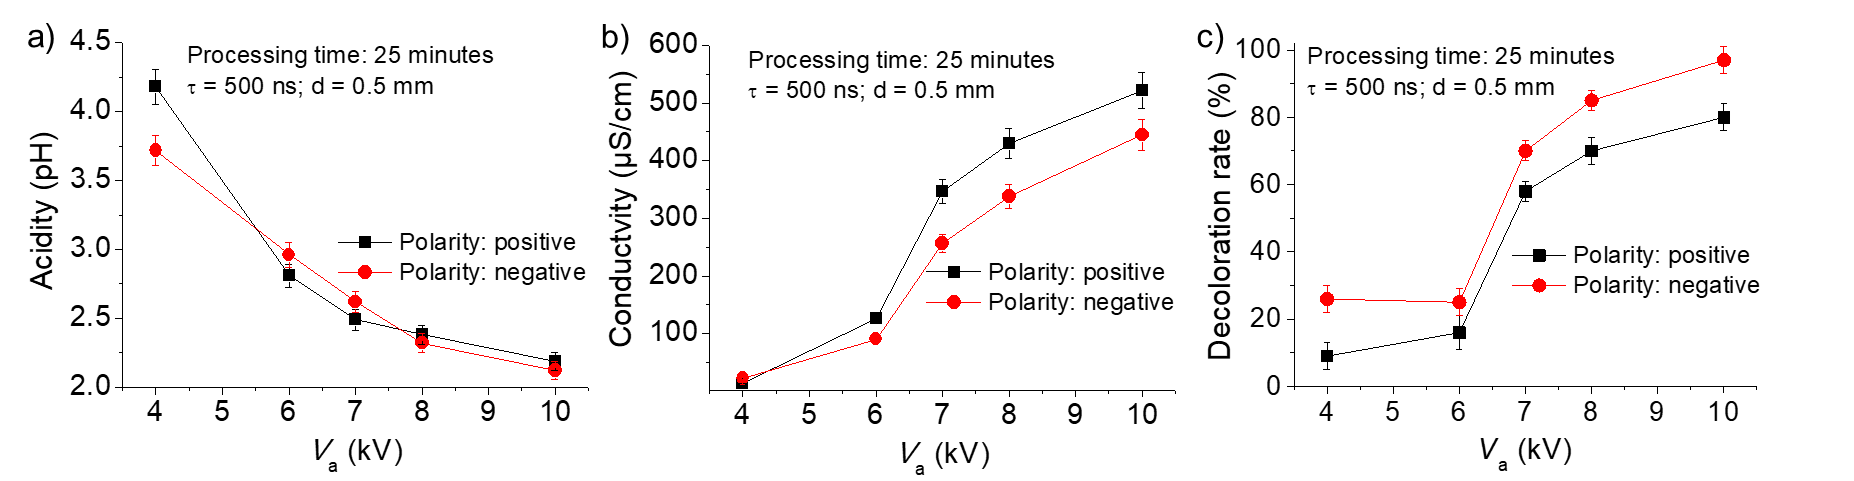 a)
Processing time: 25 minutes
τ = 500 ns; d = 0.5 mm
4.5
4.0
3.5
3.0
2.5
2.0
Acidity (pH)
Polarity: positive
Polarity: negative
4 5 6 7 8 9 10
Va (kV)
b)
Processing time: 25 minutes
τ = 500 ns; d = 0.5 mm
600
500
400
300
200
100
Conductvity (µS/cm)
Polarity: positive
Polarity: negative
4 5 6 7 8 9 10
Va (kV)
c)
Processing time: 25 minutes
τ = 500 ns; d = 0.5 mm
100
80
60
40
20
0
Decoloration rate (%)
Polarity: positive
Polarity: negative
4 5 6 7 8 9 10
Va (kV)